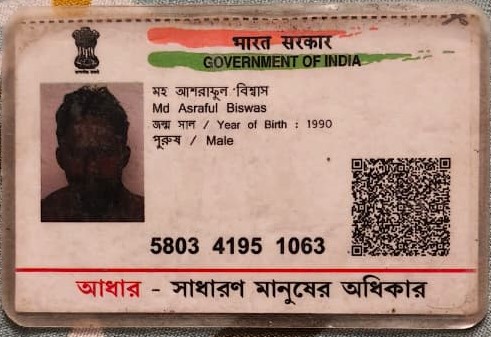 भारत सरकार
GOVERNMENT OF INDIA
মহ আশরাফুল বিশ্বাস
Md Asraful Biswas
জন্ম সাল / Year of Birth : 1990
পুরুষ / Male
5803 4195 1063
আধার - সাধারণ মানুষের অধিকার